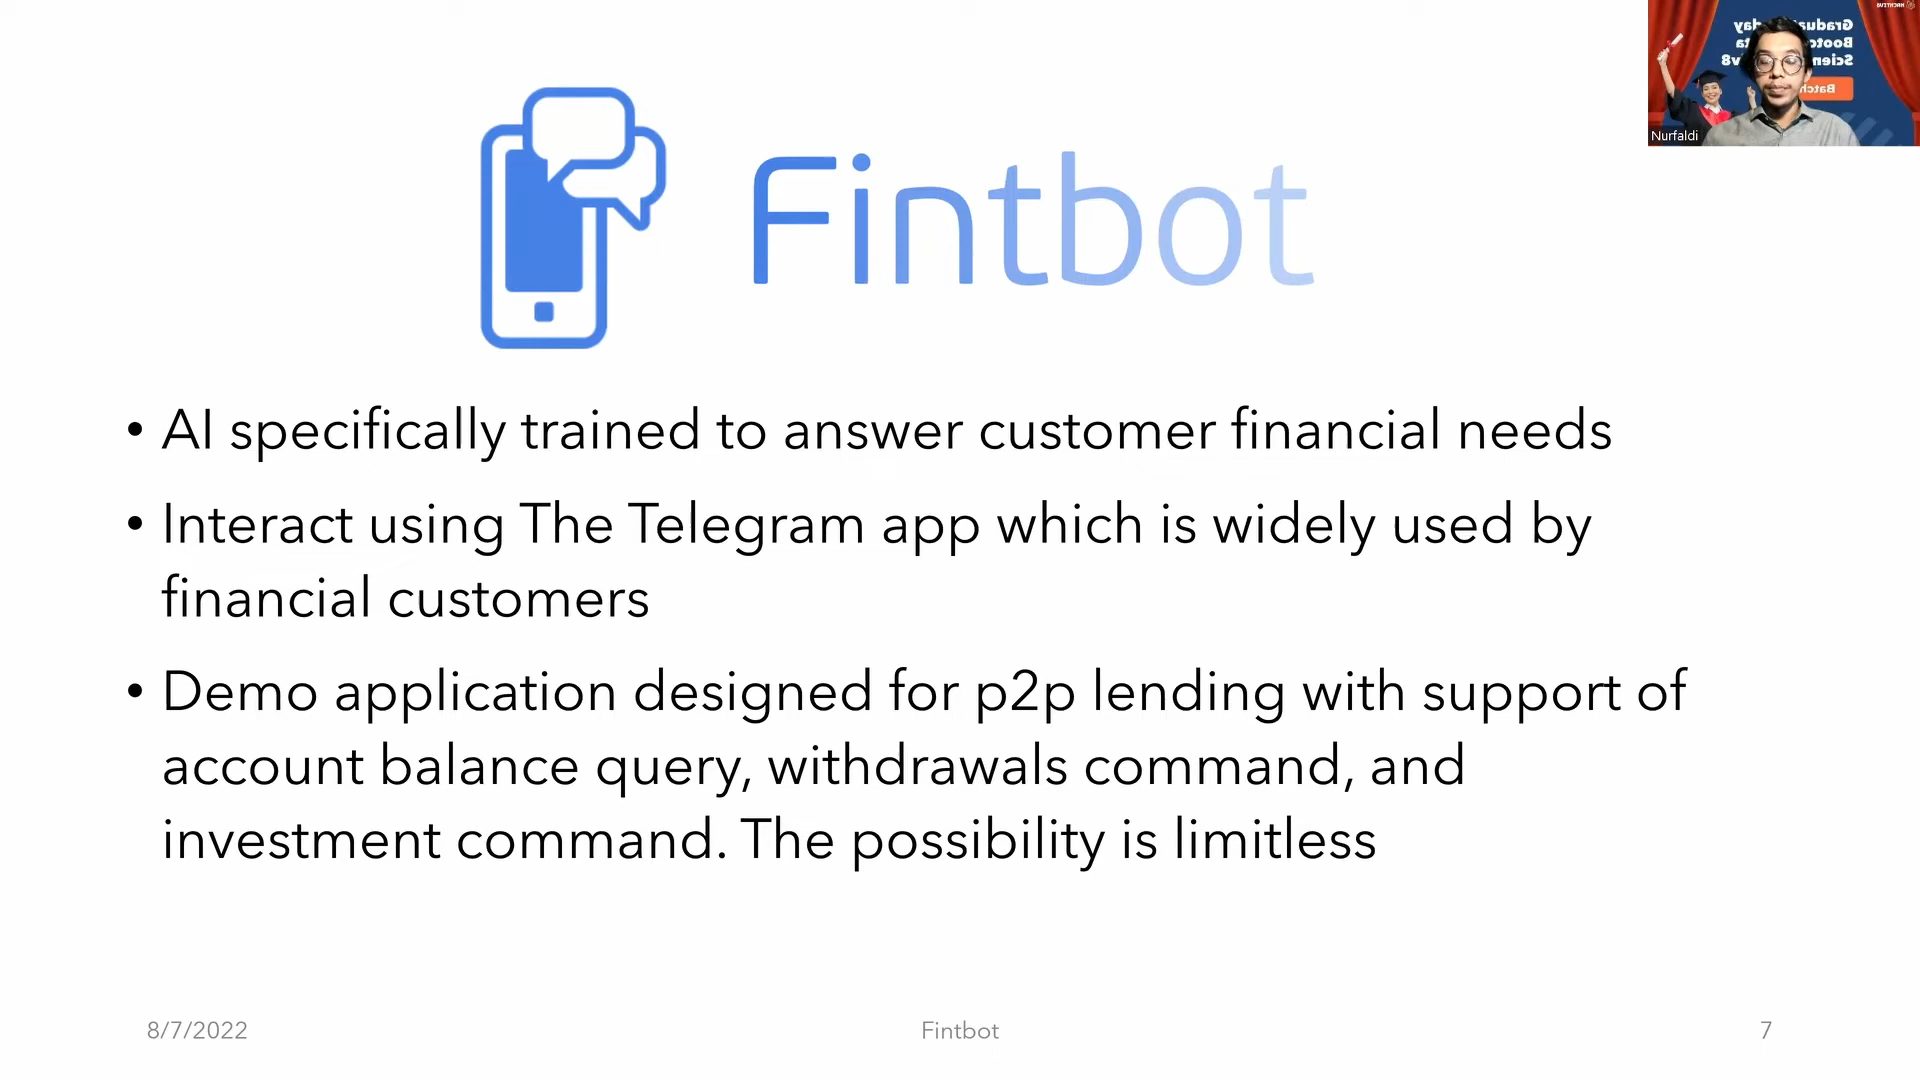 Fintbot
• AI specifically trained to answer customer financial needs
• Interact using The Telegram app which is widely used by
financial customers
• Demo application designed for p2p lending with support of
account balance query, withdrawals command, and
investment command. The possibility is limitless
8/7/2022
Fintbot
7
HACKTIV8
Nurfaldi